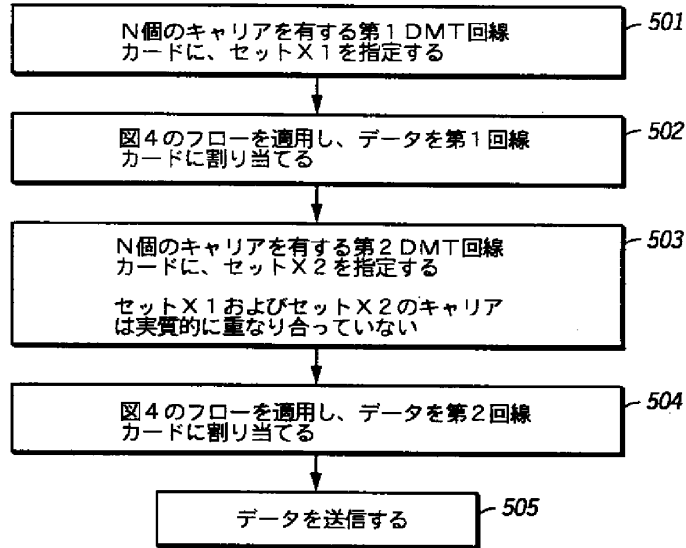 N個のキャリアを有する第1DMT回線
カードに、セットX1を指定する
501
図4のフローを適用し、データを第1回線
カードに割り当てる
502
N個のキャリアを有する第2DMT回線
カードに、セットX2を指定する
セットX1およびセットX2のキャリア
は実質的に重なり合っていない
503
図4のフローを適用し、データを第2回線
カードに割り当てる
504
データを送信する
505